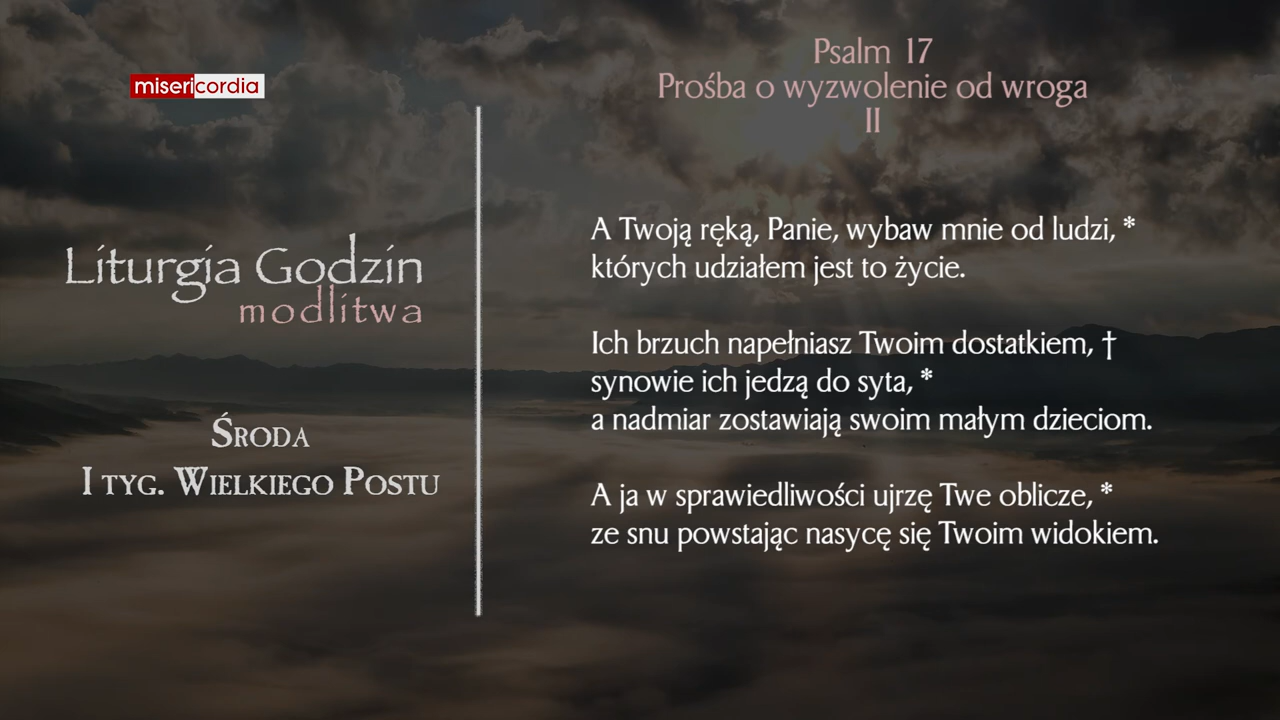 misericordia
Liturgia Godzin
modlitwa
Środa
I tyg. Wielkiego Postu
Psalm 17
Prośba o wyzwolenie od wroga
II
A Twoją ręką, Panie, wybaw mnie od ludzi, *
których udziałem jest to życie.
Ich brzuch napełniasz Twoim dostatkiem, †
synowie ich jedzą do syta, *
a nadmiar zostawiają swoim małym dzieciom.
A ja w sprawiedliwości ujrzę Twe oblicze, *
ze snu powstając nasycę się Twoim widokiem.